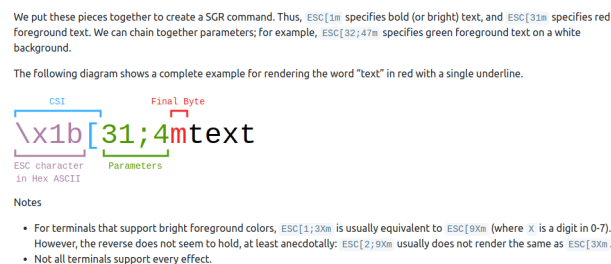 We put these pieces together to create a SGR command. Thus, ESC[1m specifies bold (or bright) text, and ESC[31m specifies red
foreground text. We can chain together parameters; for example, ESC[32;47m specifies green foreground text on a white
background.
The following diagram shows a complete example for rendering the word “text” in red with a single underline.
CSI Final Byte
\x1b[31;4mtext
ESC character Parameters
in Hex ASCII
Notes
• For terminals that support bright foreground colors, ESC[1;3Xm is usually equivalent to ESC[9Xm (where X is a digit in 0-7).
However, the reverse does not seem to hold, at least anecdotally: ESC[2;9Xm usually does not render the same as ESC[3Xm.
• Not all terminals support every effect.